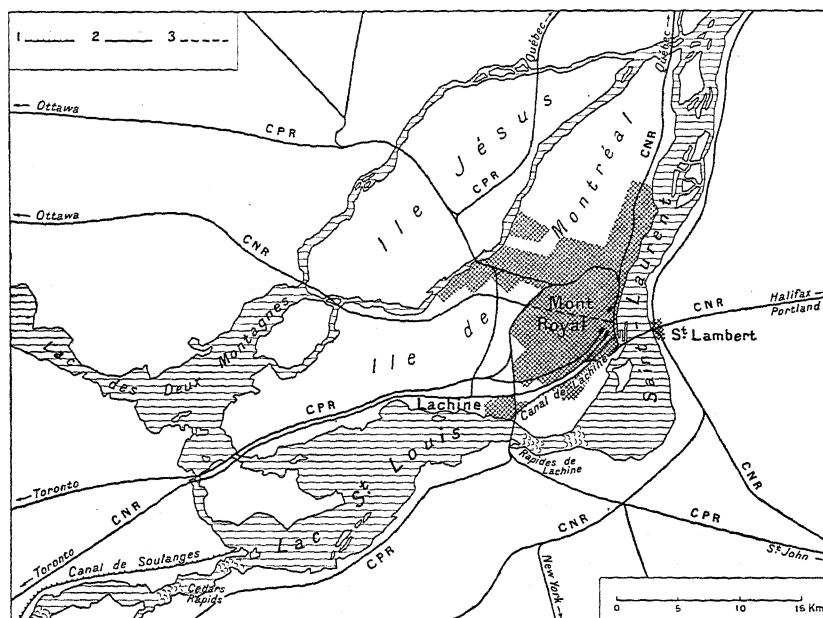 1 2 3
Québec
Québec
← Ottawa
CPR
Ile Jésus
CPR
CNR
← Ottawa
CNR
Ile de Montréal
Lac des Deux Montagnes
Mont Royal
Saint-Laurent
CNR
Halifax →
Portland
St. Lambert
Canal de Lachine
Lachine
CPR
Lac St. Louis
Rapides de Lachine
← Toronto
CNR
← Toronto
Canal de Soulanges
Cedars Rapids
CPR
CNR
CNR
CPR
St. John →
New York →
0 5 10 15 Km